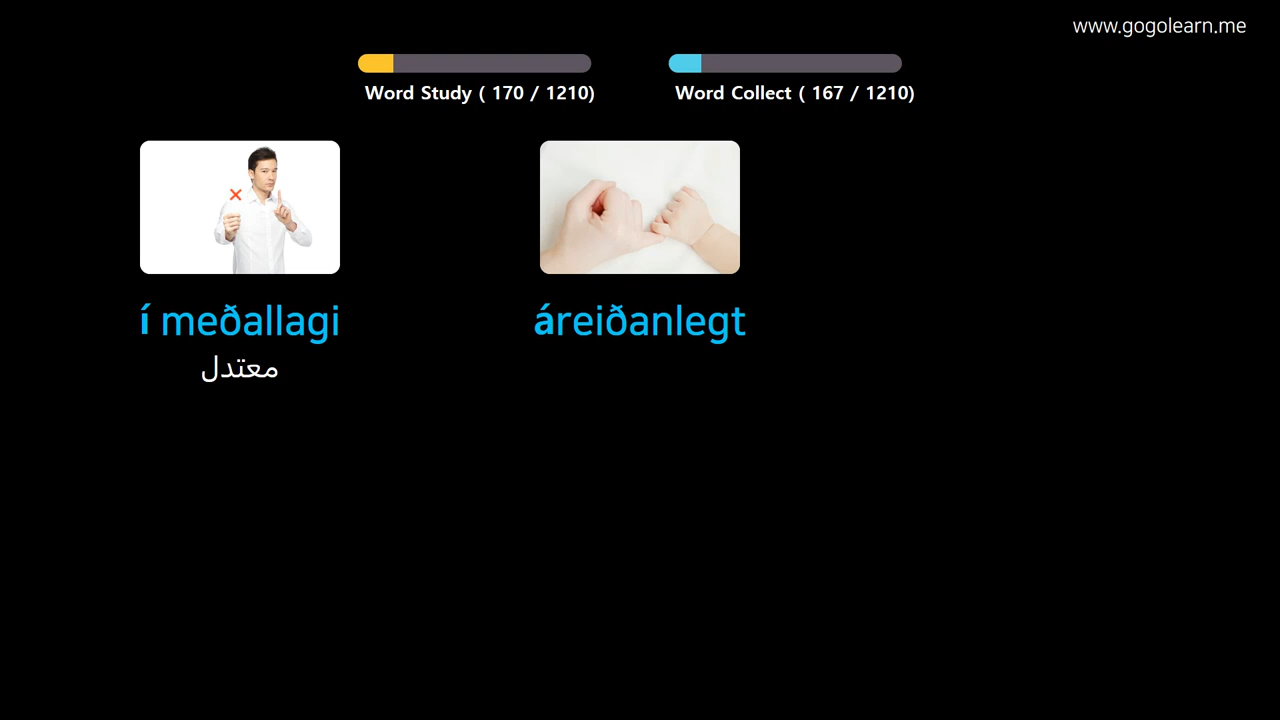 www.gogolearn.me
Word Study ( 170 / 1210)
Word Collect ( 167 / 1210)
í meðallagi
معتدل
áreiðanlegt